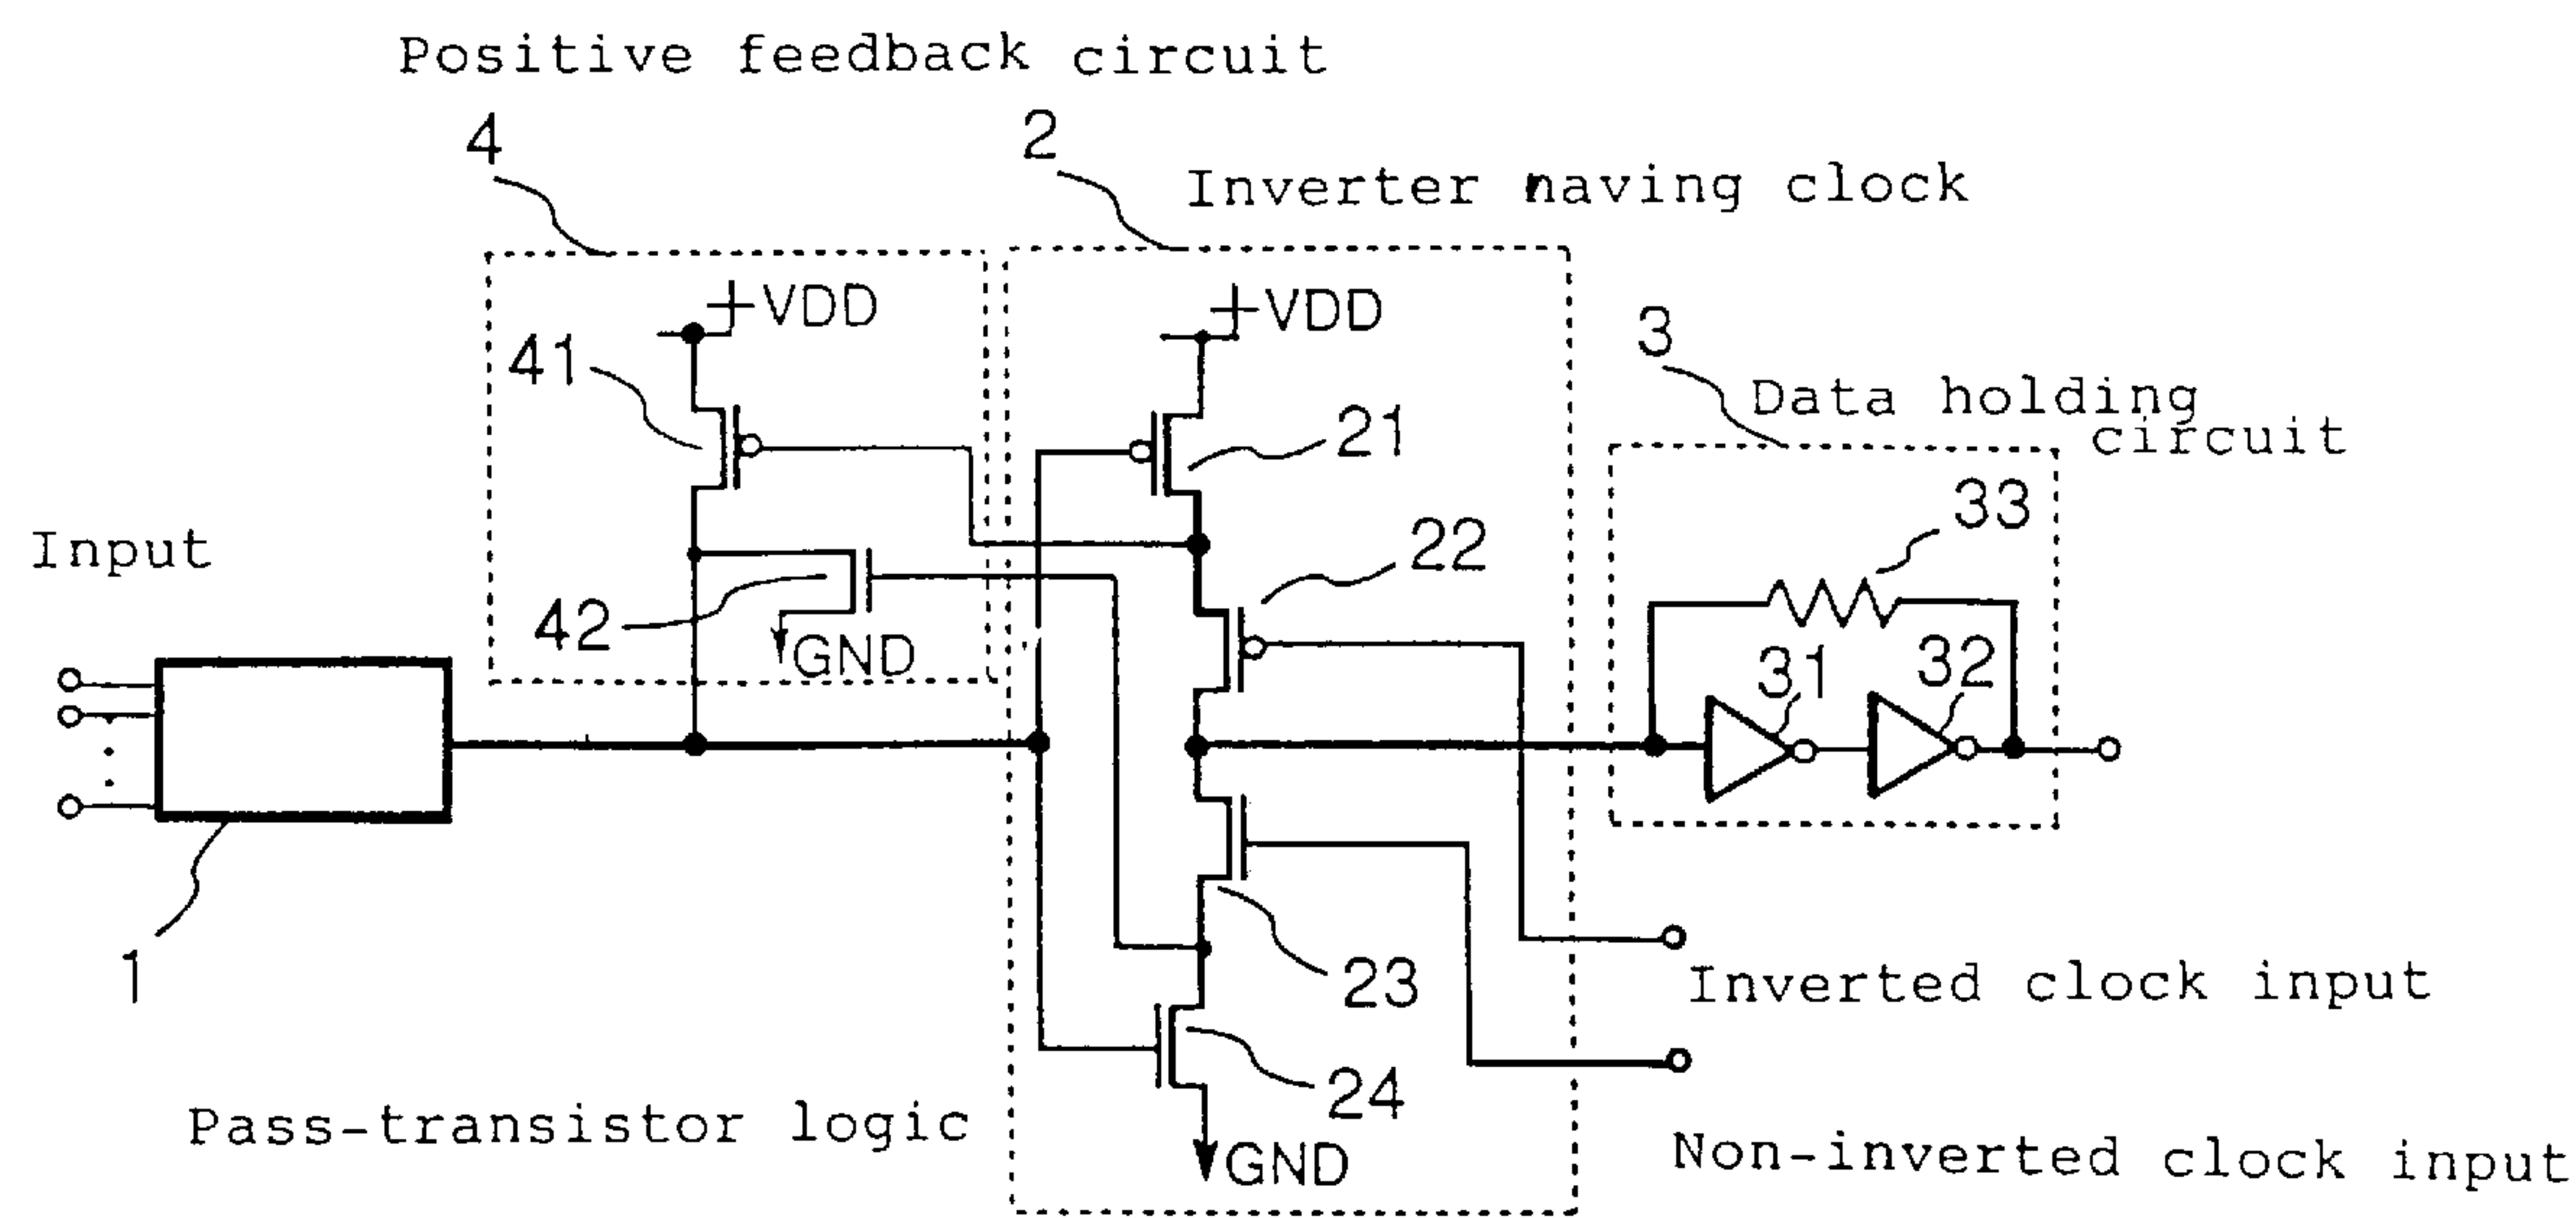 Positive feedback circuit
4
2
Inverter having clock
+VDD
+VDD
3
Data holding
circuit
41
21
33
22
Input
42
GND
31
32
1
23
Inverted clock input
24
Pass-transistor logic
GND
Non-inverted clock input